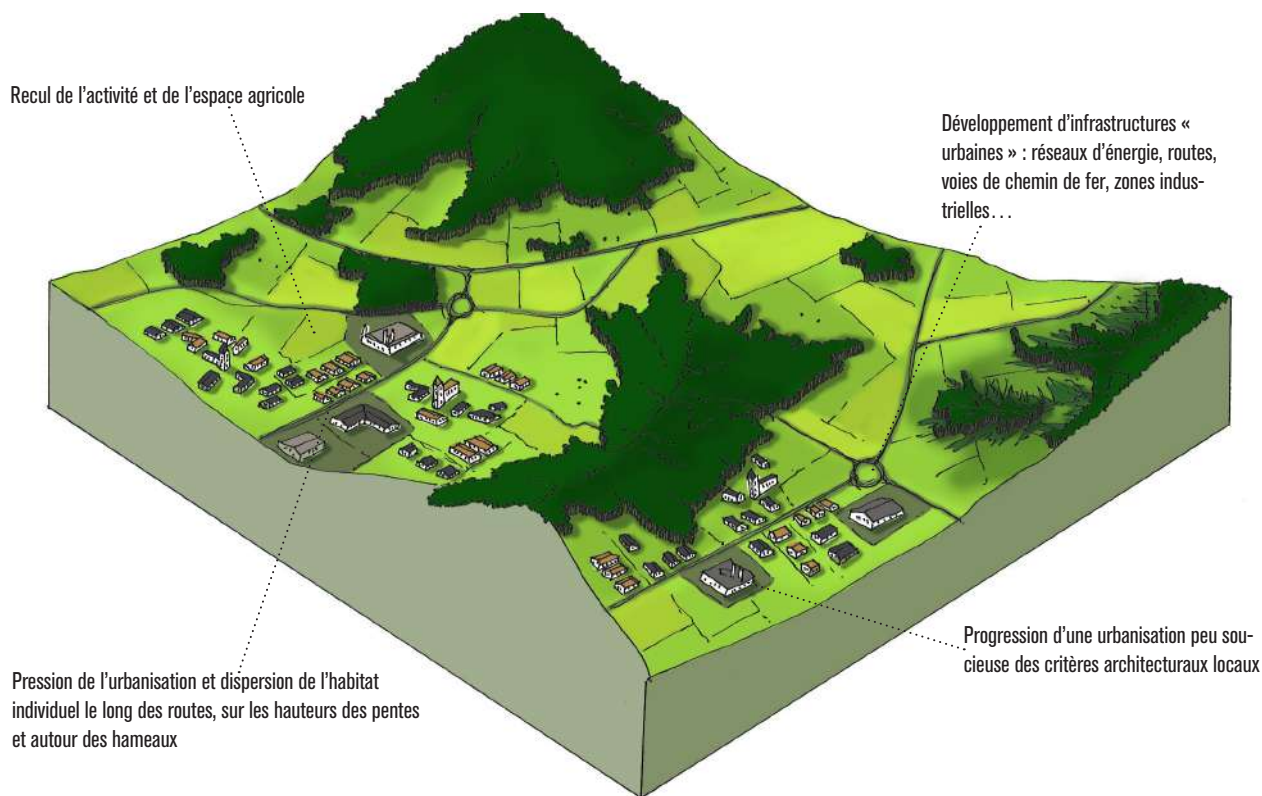 Recul de l’activité et de l’espace agricole
Développement d’infrastructures «
urbaines » : réseaux d’énergie, routes,
voies de chemin de fer, zones indus-
trielles…
Progression d’une urbanisation peu sou-
cieuse des critères architecturaux locaux
Pression de l’urbanisation et dispersion de l’habitat
individuel le long des routes, sur les hauteurs des pentes
et autour des hameaux